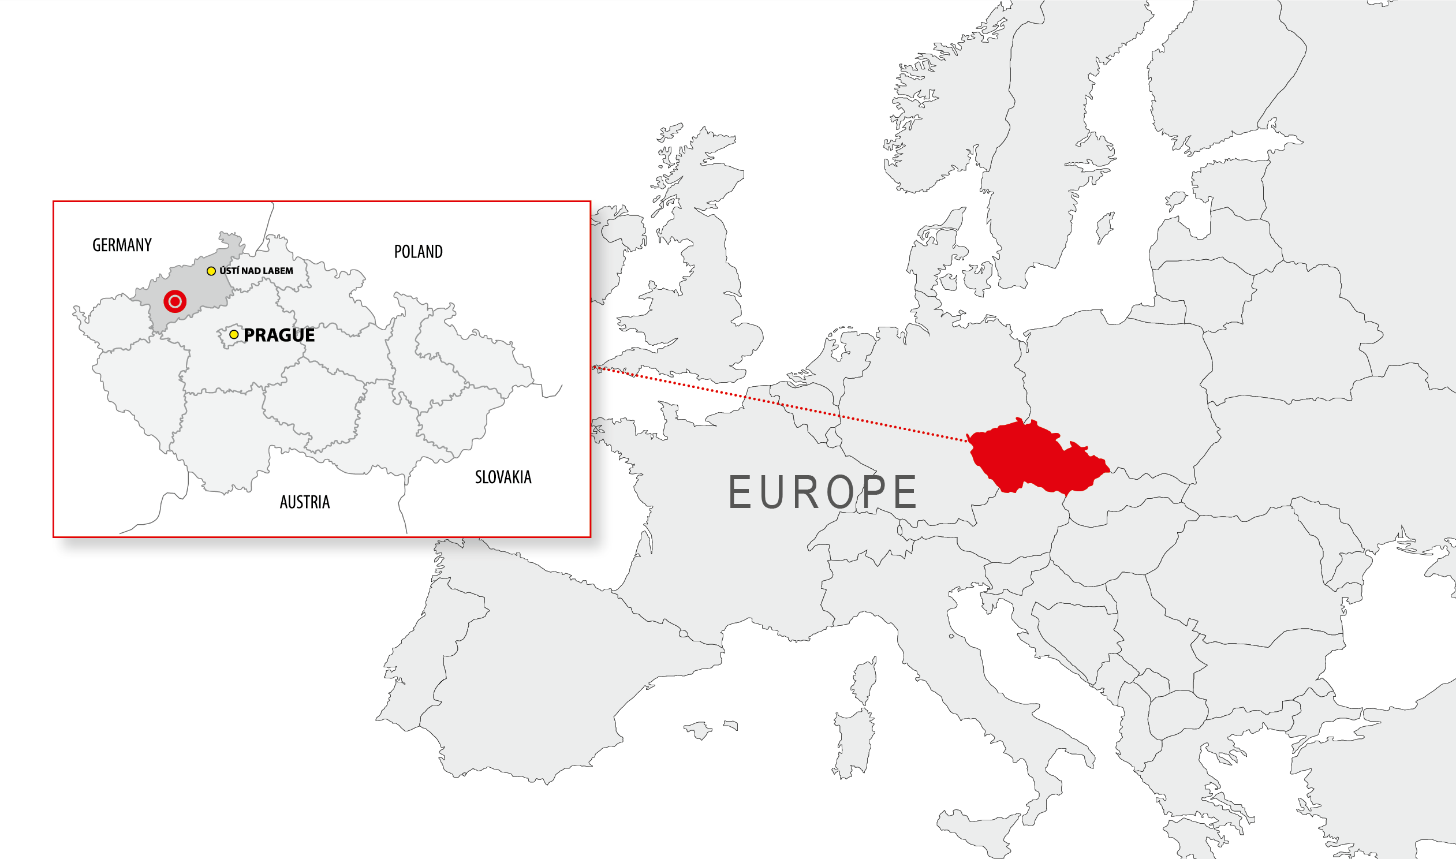 GERMANY
POLAND
ÚSTÍ NAD LABEM
PRAGUE
SLOVAKIA
AUSTRIA
EUROPE